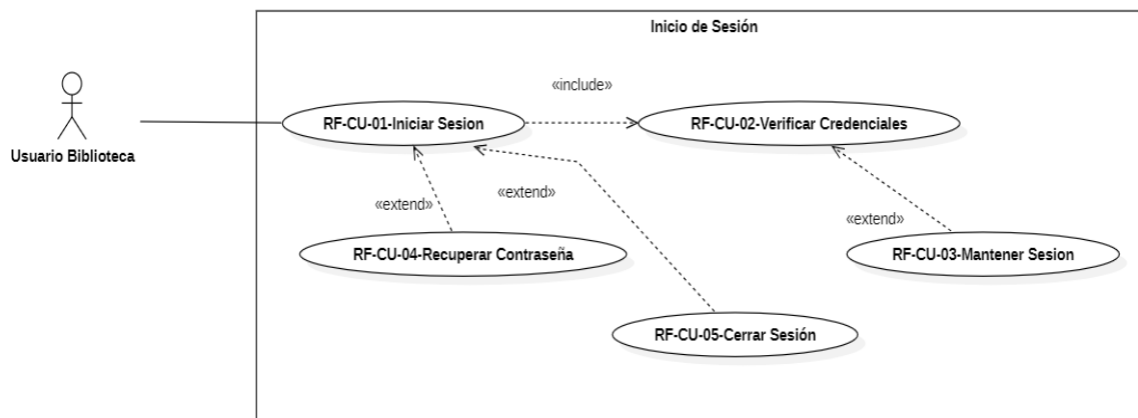 Inicio de Sesión
«include»
RF-CU-01-Iniciar Sesion
RF-CU-02-Verificar Credenciales
Usuario Biblioteca
«extend»
«extend»
«extend»
RF-CU-04-Recuperar Contraseña
RF-CU-03-Mantener Sesion
RF-CU-05-Cerrar Sesión